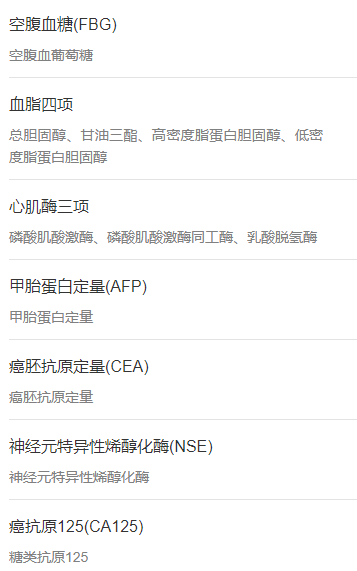 空腹血糖(FBG)
空腹血葡萄糖
血脂四项
总胆固醇、甘油三酯、高密度脂蛋白胆固醇、低密
度脂蛋白胆固醇
心肌酶三项
磷酸肌酸激酶、磷酸肌酸激酶同工酶、乳酸脱氢酶
甲胎蛋白定量(AFP)
甲胎蛋白定量
癌胚抗原定量(CEA)
癌胚抗原定量
神经元特异性烯醇化酶(NSE)
神经元特异性烯醇化酶
癌抗原125(CA125)
糖类抗原125